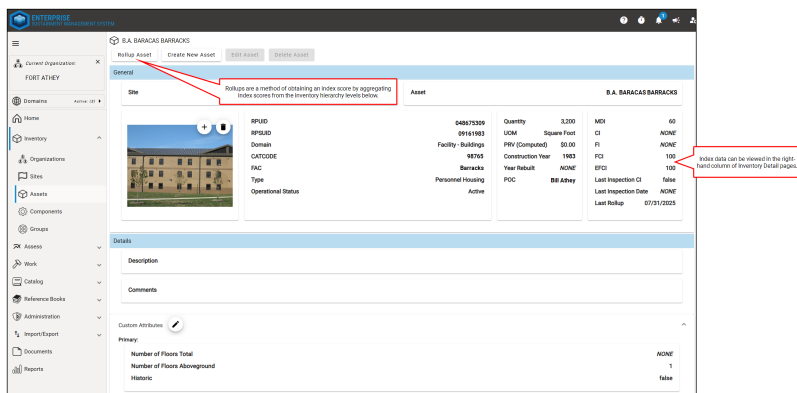 ENTERPRISE
SUSTAINMENT MANAGEMENT SYSTEM
1
B.A. BARACAS BARRACKS
Rollup Asset
Create New Asset
Edit Asset
Delete Asset
Current Organization:
×
FORT ATHEY
Domains
Active: (3)
Home
Inventory
Organizations
Sites
Assets
Components
Groups
Assess
Work
Catalog
Reference Books
Administration
Import/Export
Documents
Reports
General
Rollups are a method of obtaining an index score by aggregating
index scores from the Inventory hierarchy levels below.
Site
Asset
B.A. BARACAS BARRACKS
RPUID 048675309
RPSUID 09161983
Domain Facility - Buildings
CATCODE 98765
FAC Barracks
Type Personnel Housing
Operational Status Active
Quantity 3,200
UOM Square Foot
PRV (Computed) $0.00
Construction Year 1983
Year Rebuilt NONE
POC Bill Athey
MDI 60
CI NONE
FI NONE
FCI 100
EFCI 100
Last Inspection CI false
Last Inspection Date NONE
Last Rollup 07/31/2025
Index data can be viewed in the right-
hand column of Inventory Detail pages.
Details
Description
Comments
Custom Attributes
Primary:
Number of Floors Total NONE
Number of Floors Aboveground 1
Historic false